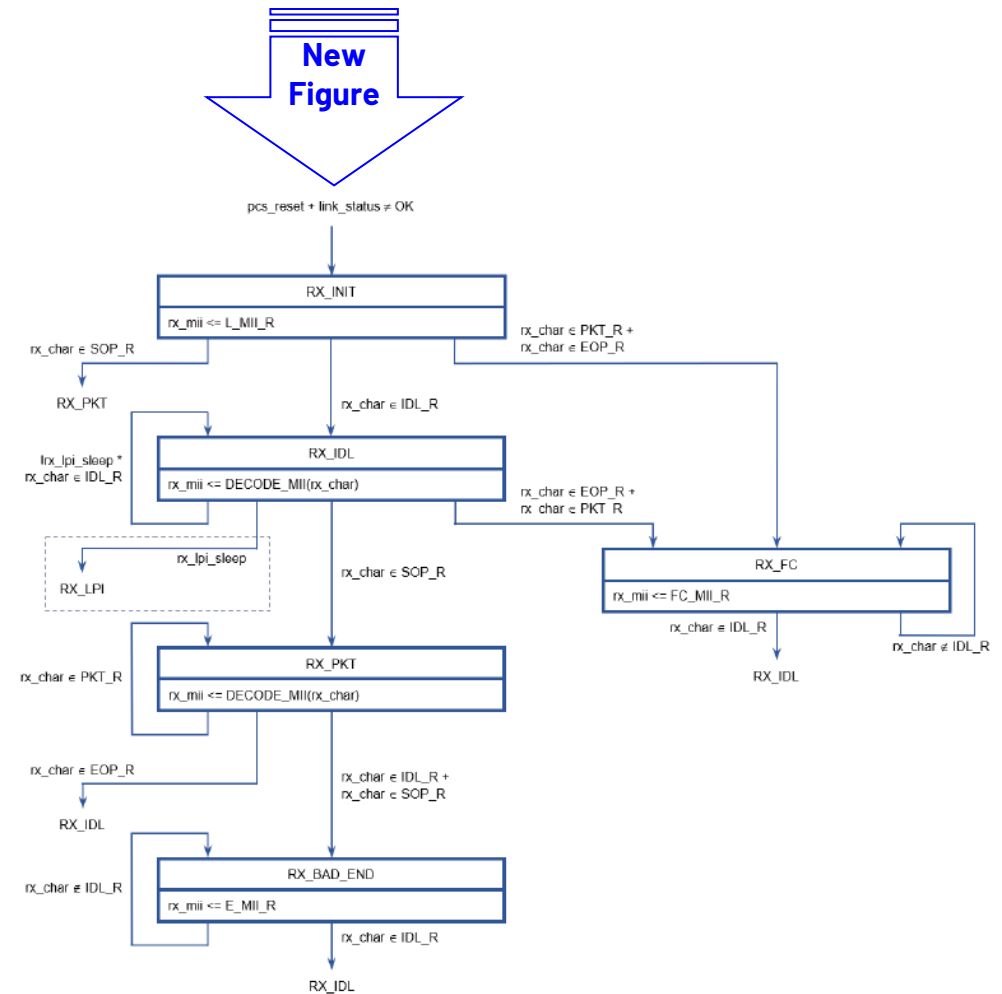 New
Figure
pcs_reset + link_status ≠ OK
RX_INIT
rx_mii <= L_MII_R
rx_char ∈ SOP_R
RX_PKT
rx_char ∈ IDL_R
rx_char ∈ PKT_R +
rx_char ∈ EOP_R
RX_IDL
rx_mii <= DECODE_MII(rx_char)
!rx_lpi_sleep *
rx_char ∈ IDL_R
rx_lpi_sleep
RX_LPI
rx_char ∈ SOP_R
rx_char ∈ EOP_R +
rx_char ∈ PKT_R
RX_FC
rx_mii <= FC_MII_R
rx_char ∈ IDL_R
RX_IDL
rx_char ∉ IDL_R
RX_PKT
rx_mii <= DECODE_MII(rx_char)
rx_char ∈ PKT_R
rx_char ∈ EOP_R
RX_IDL
rx_char ∈ IDL_R +
rx_char ∈ SOP_R
RX_BAD_END
rx_mii <= E_MII_R
rx_char ∉ IDL_R
rx_char ∈ IDL_R
RX_IDL